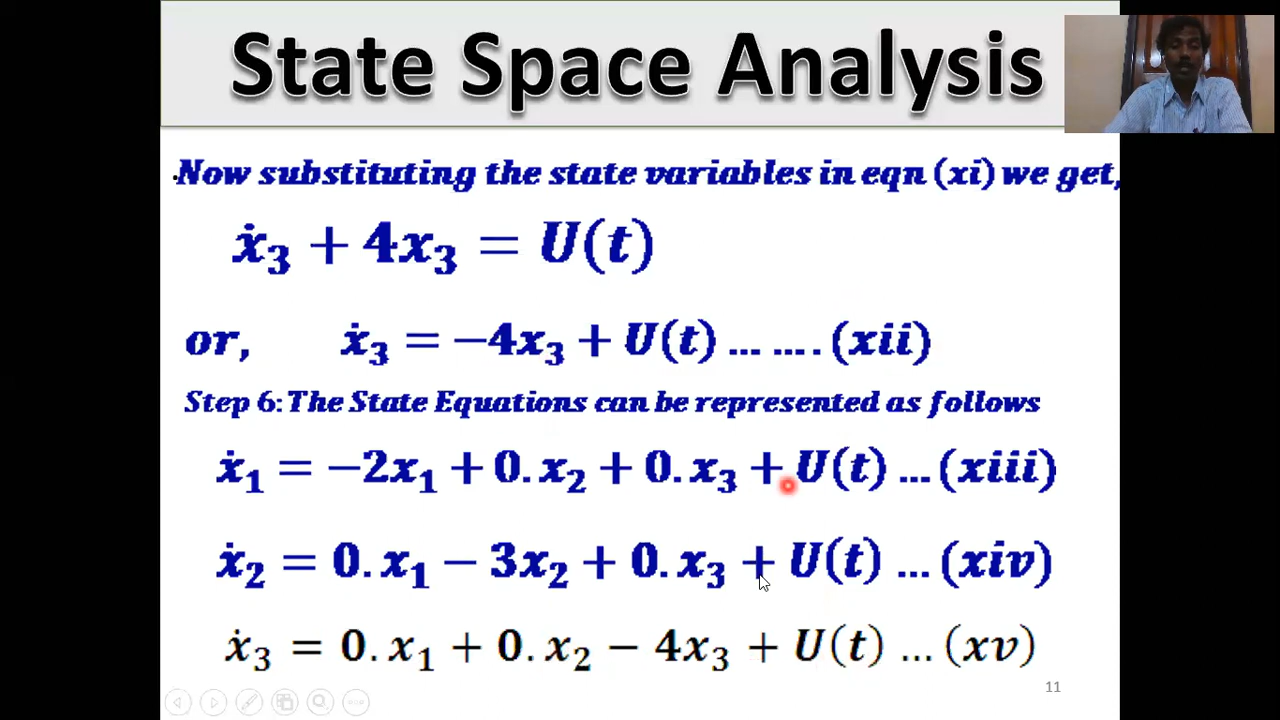 State Space Analysis
Now substituting the state variables in eqn (xi) we get,
ẋ₃ + 4x₃ = U(t)
or, ẋ₃ = −4x₃ + U(t) … …. (xii)
Step 6: The State Equations can be represented as follows
ẋ₁ = −2x₁ + 0. x₂ + 0. x₃ + U(t) … (xiii)
ẋ₂ = 0. x₁ − 3x₂ + 0. x₃ + U(t) … (xiv)
ẋ₃ = 0. x₁ + 0. x₂ − 4x₃ + U(t) … (xv)
11